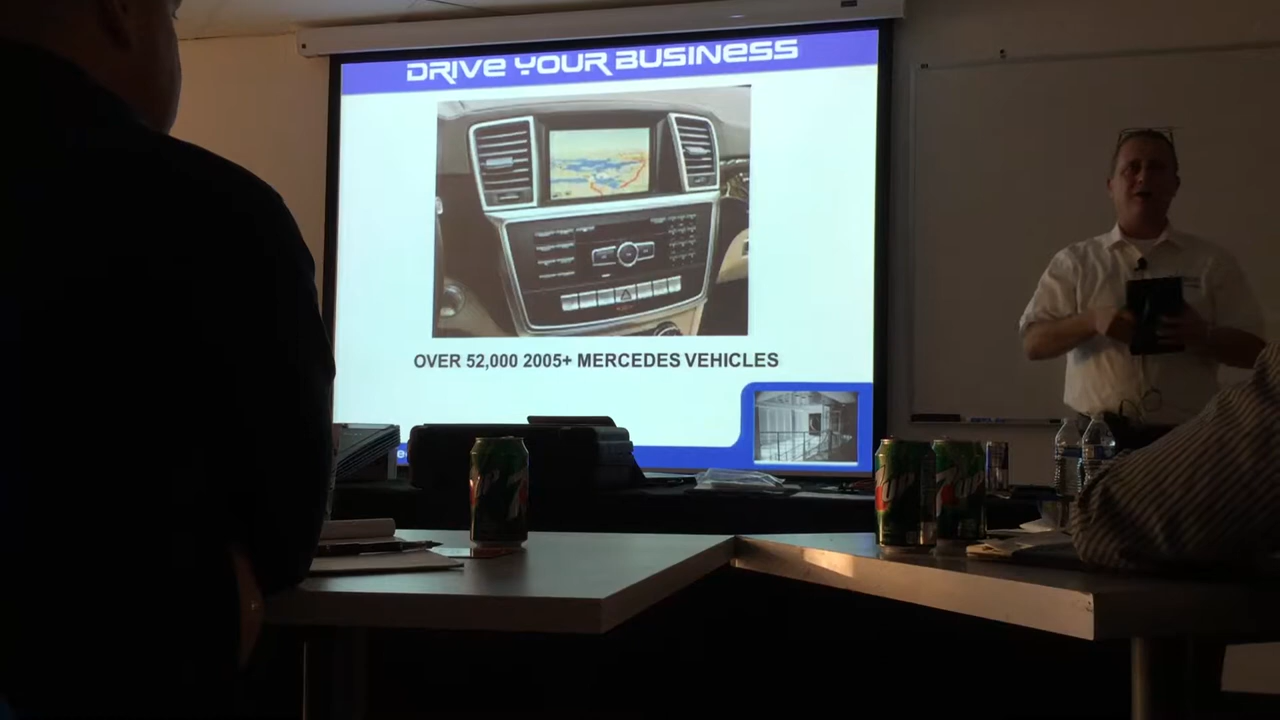 DRIVE YOUR BUSINESS
OVER 52,000 2005+ MERCEDES VEHICLES
7UP
7UP
7UP